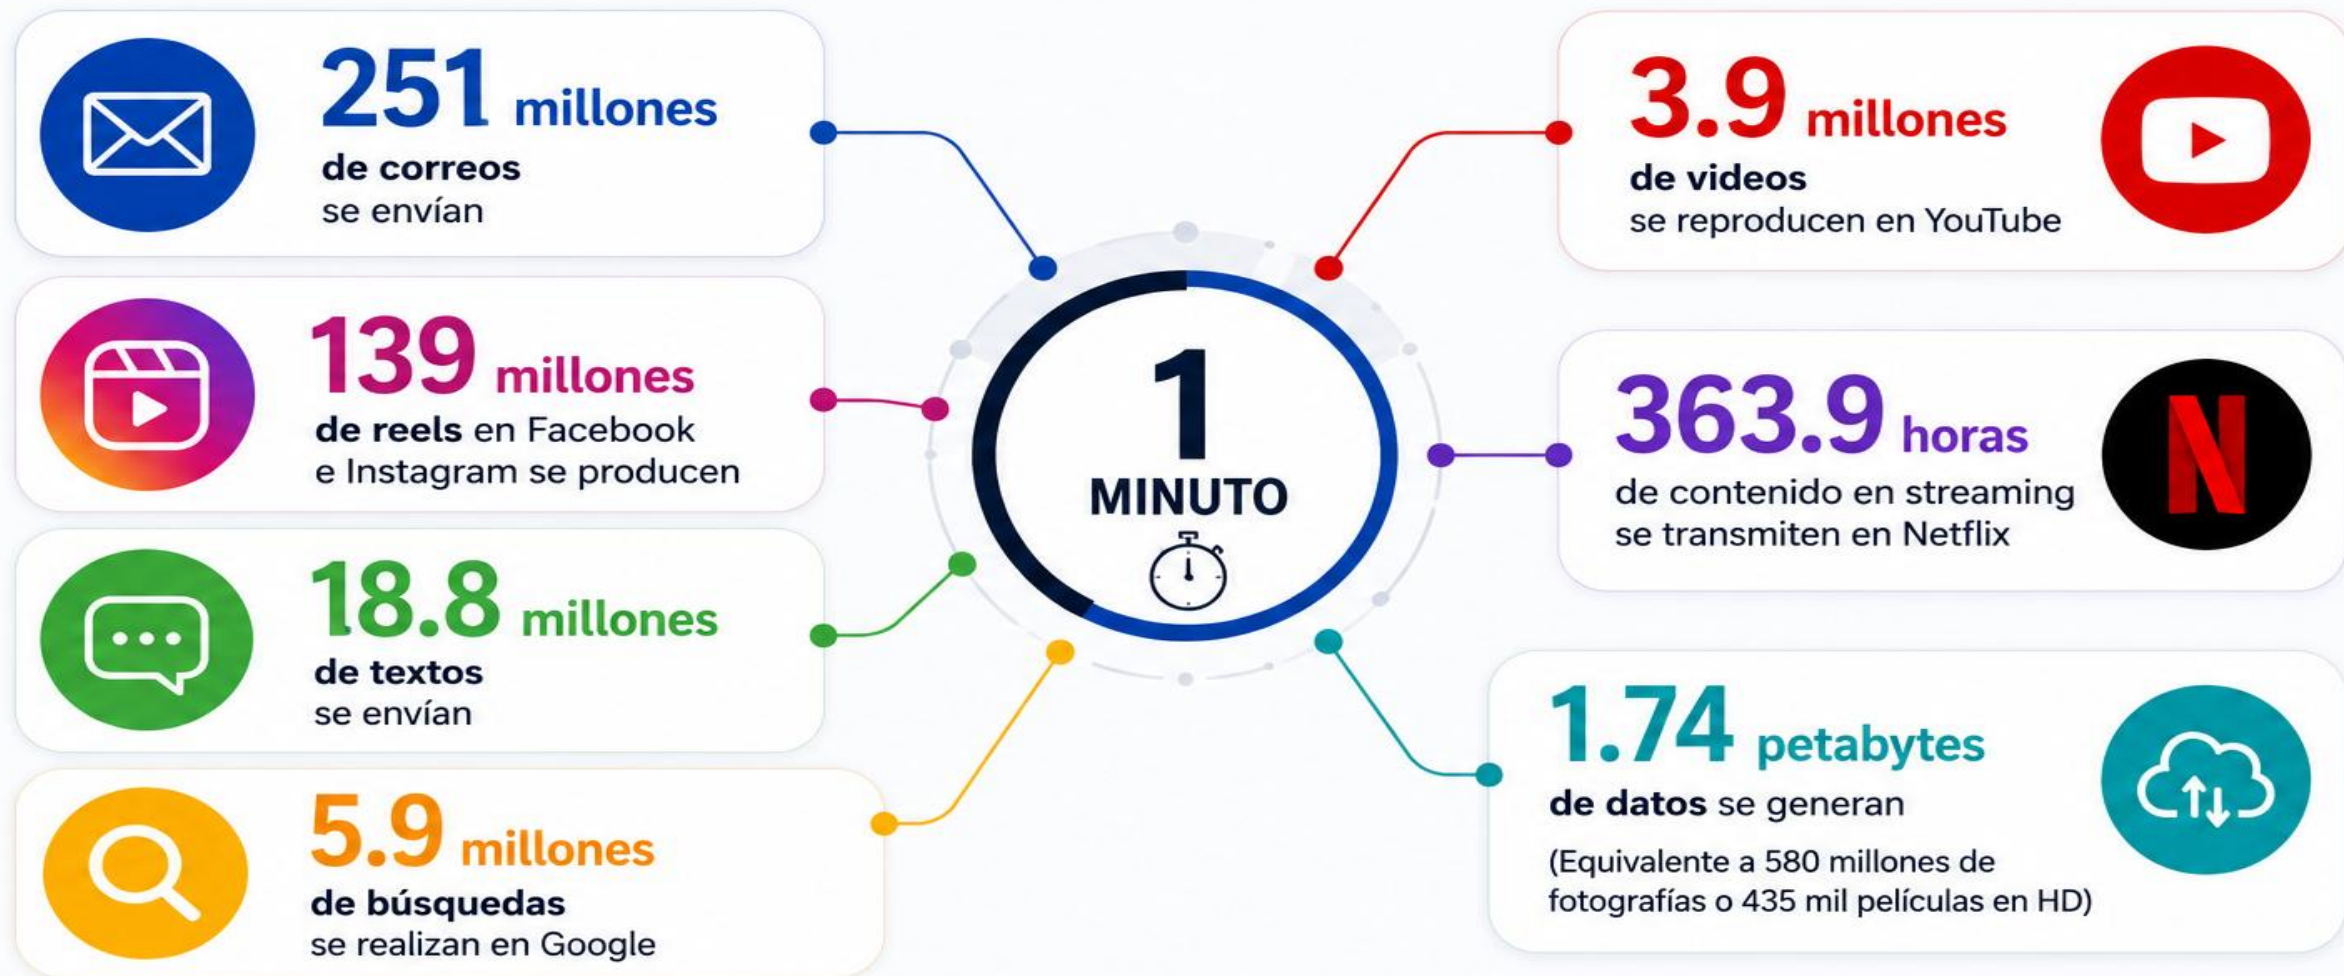 251 millones
de correos
se envían
139 millones
de reels en Facebook
e Instagram se producen
18.8 millones
de textos
se envían
5.9 millones
de búsquedas
se realizan en Google
1
MINUTO
3.9 millones
de videos
se reproducen en YouTube
363.9 horas
de contenido en streaming
se transmiten en Netflix
N
1.74 petabytes
de datos se generan
(Equivalente a 580 millones de
fotografías o 435 mil películas en HD)